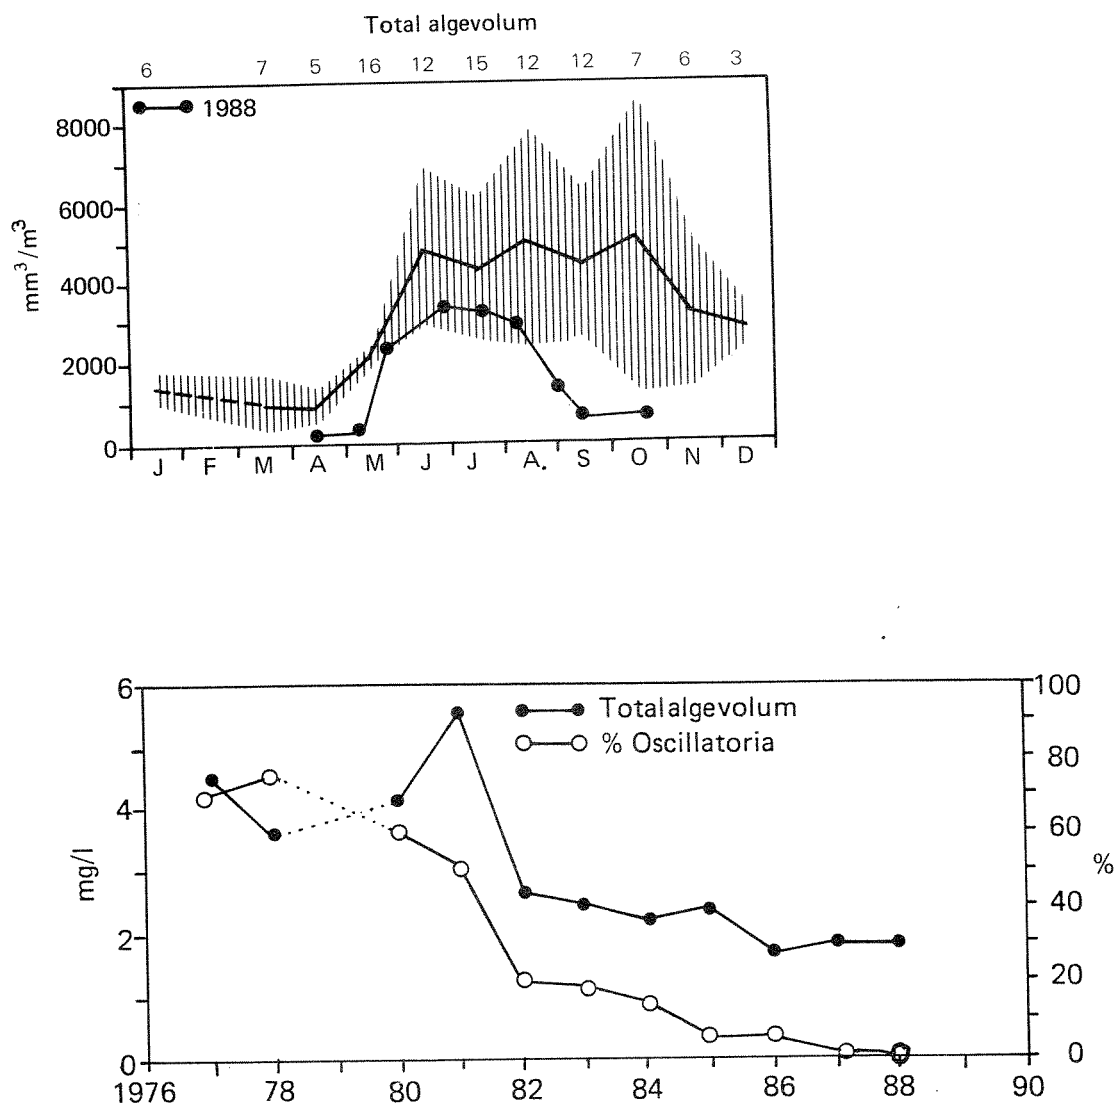 Total algevolum
6 7 5 16 12 15 12 12 7 6 3
1988
8000
6000
4000
2000
0
mm³/m³
J F M A M J J A. S O N D
Totalalgevolum
% Oscillatoria
6
4
2
0
mg/l
100
80
60
40
20
0
%
1976 78 80 82 84 86 88 90